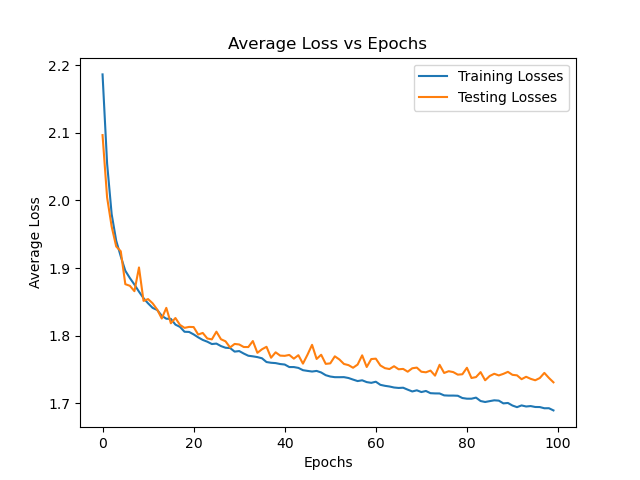 Average Loss vs Epochs
Training Losses
Testing Losses
Average Loss
2.2
2.1
2.0
1.9
1.8
1.7
0 20 40 60 80 100
Epochs